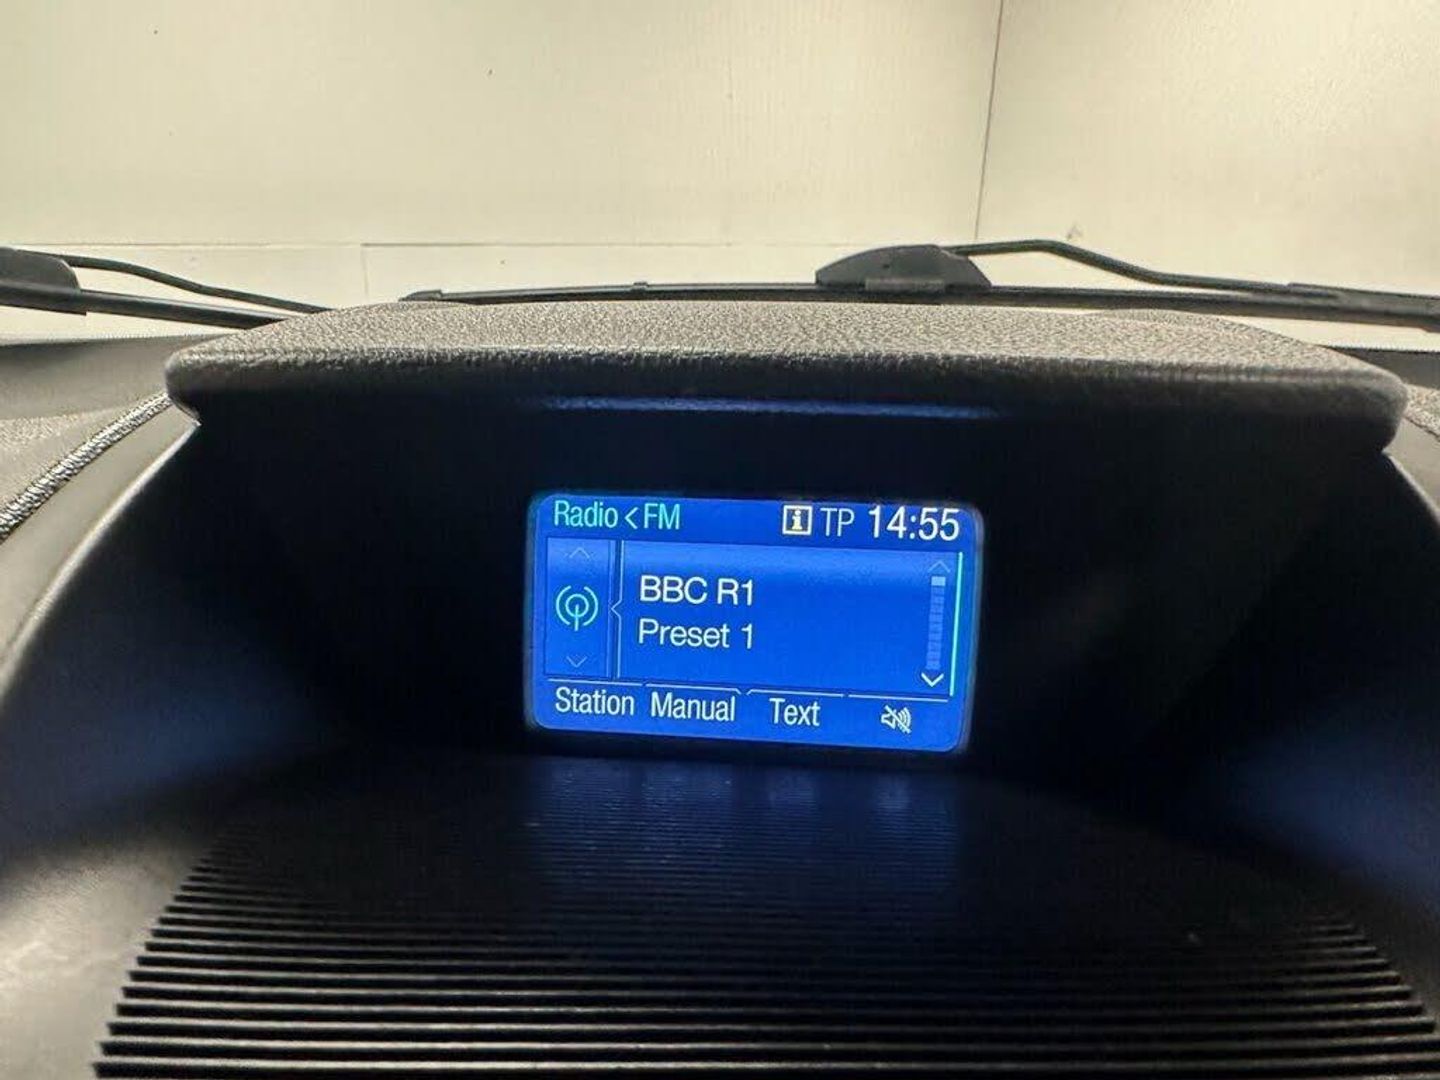 Radio < FM i TP 14:55
BBC R1
Preset 1
Station Manual Text